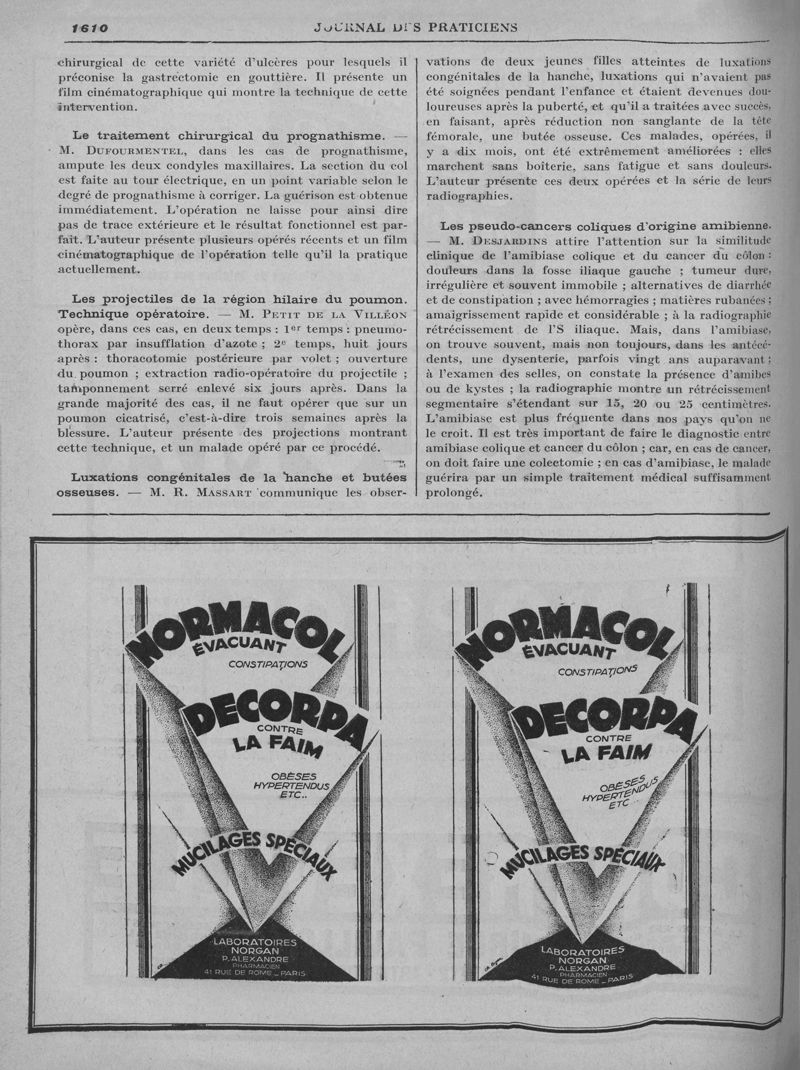 1610
JOURNAL DES PRATICIENS
chirurgical de cette variété d'ulcères pour lesquels il
préconise la gastrectomie en gouttière. Il présente un
film cinématographique qui montre la technique de cette
intervention.
Le traitement chirurgical du prognathisme. —
M. DUFOURMENTEL, dans les cas de prognathisme,
ampute les deux condyles maxillaires. La section du col
est faite au tour électrique, en un point variable selon le
degré de prognathisme à corriger. La guérison est obtenue
immédiatement. L'opération ne laisse pour ainsi dire
pas de trace extérieure et le résultat fonctionnel est par-
fait. L'auteur présente plusieurs opérés récents et un film
cinématographique de l'opération telle qu'il la pratique
actuellement.
Les projectiles de la région hilaire du poumon.
Technique opératoire. — M. PETIT DE LA VILLÉON
opère, dans ces cas, en deux temps : 1er temps : pneumo-
thorax par insufflation d'azote ; 2e temps, huit jours
après : thoracotomie postérieure par volet ; ouverture
du poumon ; extraction radio-opératoire du projectile ;
tamponnement serré enlevé six jours après. Dans la
grande majorité des cas, il ne faut opérer que sur un
poumon cicatrisé, c'est-à-dire trois semaines après la
blessure. L'auteur présente des projections montrant
cette technique, et un malade opéré par ce procédé.
Luxations congénitales de la hanche et butées
osseuses. — M. R. MASSART communique les obser-
vations de deux jeunes filles atteintes de luxations
congénitales de la hanche, luxations qui n'avaient pas
été soignées pendant l'enfance et étaient devenues dou-
loureuses après la puberté, et qu'il a traitées avec succès,
en faisant, après réduction non sanglante de la tête
fémorale, une butée osseuse. Ces malades, opérées, il
y a dix mois, ont été extrêmement améliorées : elles
marchent sans boiterie, sans fatigue et sans douleurs.
L'auteur présente ces deux opérées et la série de leurs
radiographies.
Les pseudo-cancers coliques d'origine amibienne.
— M. DESJARDINS attire l'attention sur la similitude
clinique de l'amibiase colique et du cancer du côlon :
douleurs dans la fosse iliaque gauche ; tumeur dure,
irrégulière et souvent immobile ; alternatives de diarrhée
et de constipation ; avec hémorragies ; matières rubanées ;
amaigrissement rapide et considérable ; à la radiographie
rétrécissement de l'S iliaque. Mais, dans l'amibiase,
on trouve souvent, mais non toujours, dans les antécé-
dents, une dysenterie, parfois vingt ans auparavant ;
à l'examen des selles, on constate la présence d'amibes
ou de kystes ; la radiographie montre un rétrécissement
segmentaire s'étendant sur 15, 20 ou 25 centimètres.
L'amibiase est plus fréquente dans nos pays qu'on ne
le croit. Il est très important de faire le diagnostic entre
amibiase colique et cancer du côlon ; car, en cas de cancer,
on doit faire une colectomie ; en cas d'amibiase, le malade
guérira par un simple traitement médical suffisamment
prolongé.
NORMACOL
ÉVACUANT
CONSTIPATIONS
DECORPA
CONTRE
LA FAIM
OBÈSES
HYPERTENDUS
ETC..
MUCILAGES SPÉCIAUX
LABORATOIRES
NORGAN
P. ALEXANDRE
PHARMACIEN
41 RUE DE ROME _ PARIS
NORMACOL
ÉVACUANT
CONSTIPATIONS
DECORPA
CONTRE
LA FAIM
OBÈSES
HYPERTENDUS
ETC..
MUCILAGES SPÉCIAUX
LABORATOIRES
NORGAN
P. ALEXANDRE
PHARMACIEN
41 RUE DE ROME _ PARIS